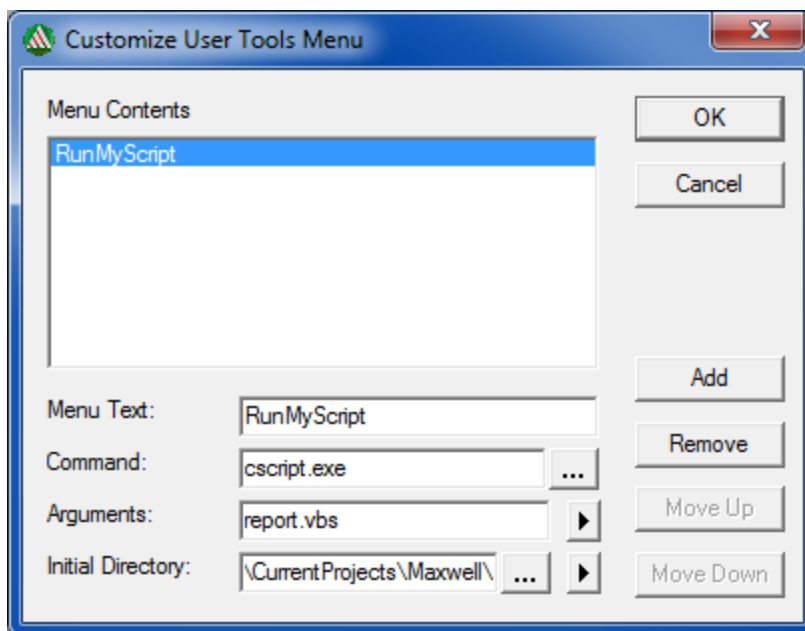 Customize User Tools Menu
Menu Contents
OK
RunMyScript
Cancel
Add
Menu Text: RunMyScript
Remove
Command: cscript.exe ...
Arguments: report.vbs
Move Up
Initial Directory: \CurrentProjects\Maxwell\ ...
Move Down